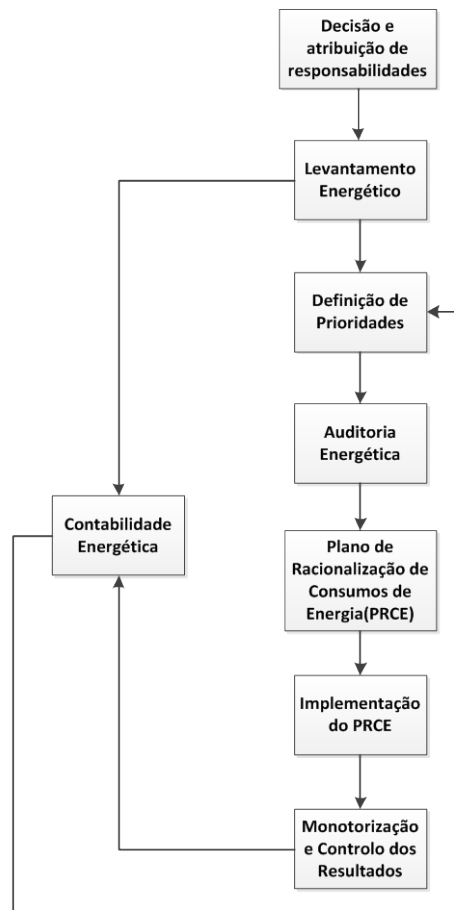 Decisão e
atribuição de
responsabilidades
Levantamento
Energético
Definição de
Prioridades
Auditoria
Energética
Contabilidade
Energética
Plano de
Racionalização de
Consumos de
Energia(PRCE)
Implementação
do PRCE
Monotorização
e Controlo dos
Resultados